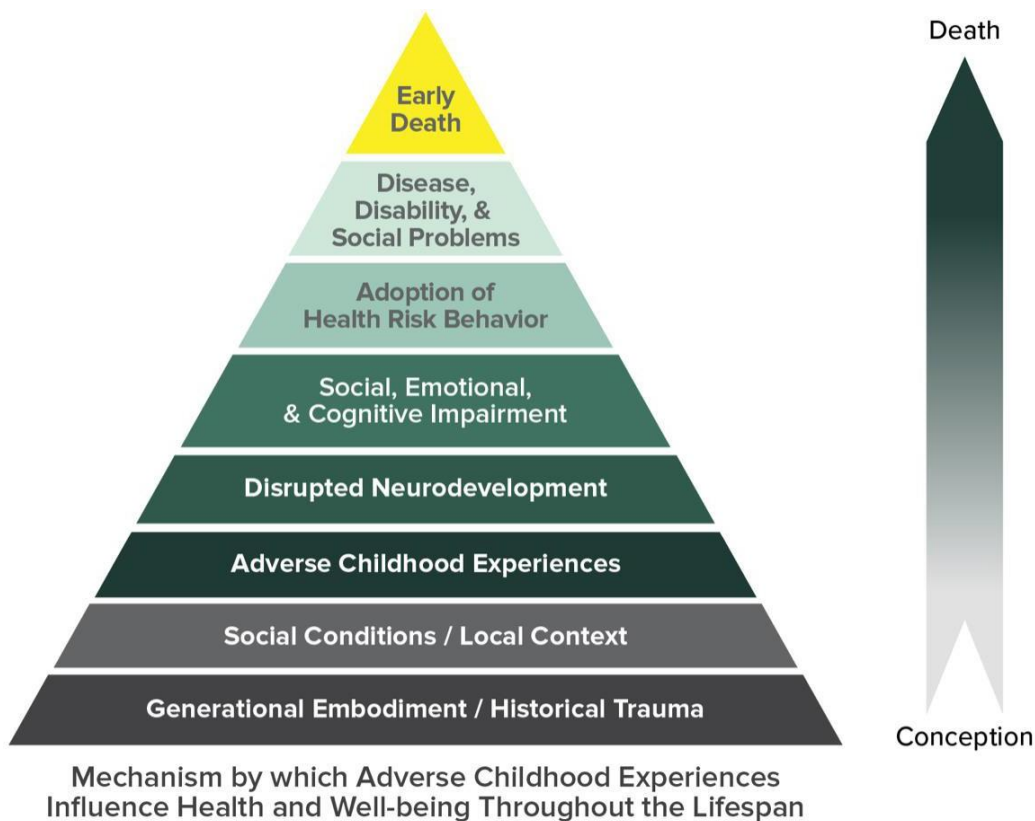 Death
Early
Death
Disease,
Disability, &
Social Problems
Adoption of
Health Risk Behavior
Social, Emotional,
& Cognitive Impairment
Disrupted Neurodevelopment
Adverse Childhood Experiences
Social Conditions / Local Context
Generational Embodiment / Historical Trauma
Conception
Mechanism by which Adverse Childhood Experiences
Influence Health and Well-being Throughout the Lifespan